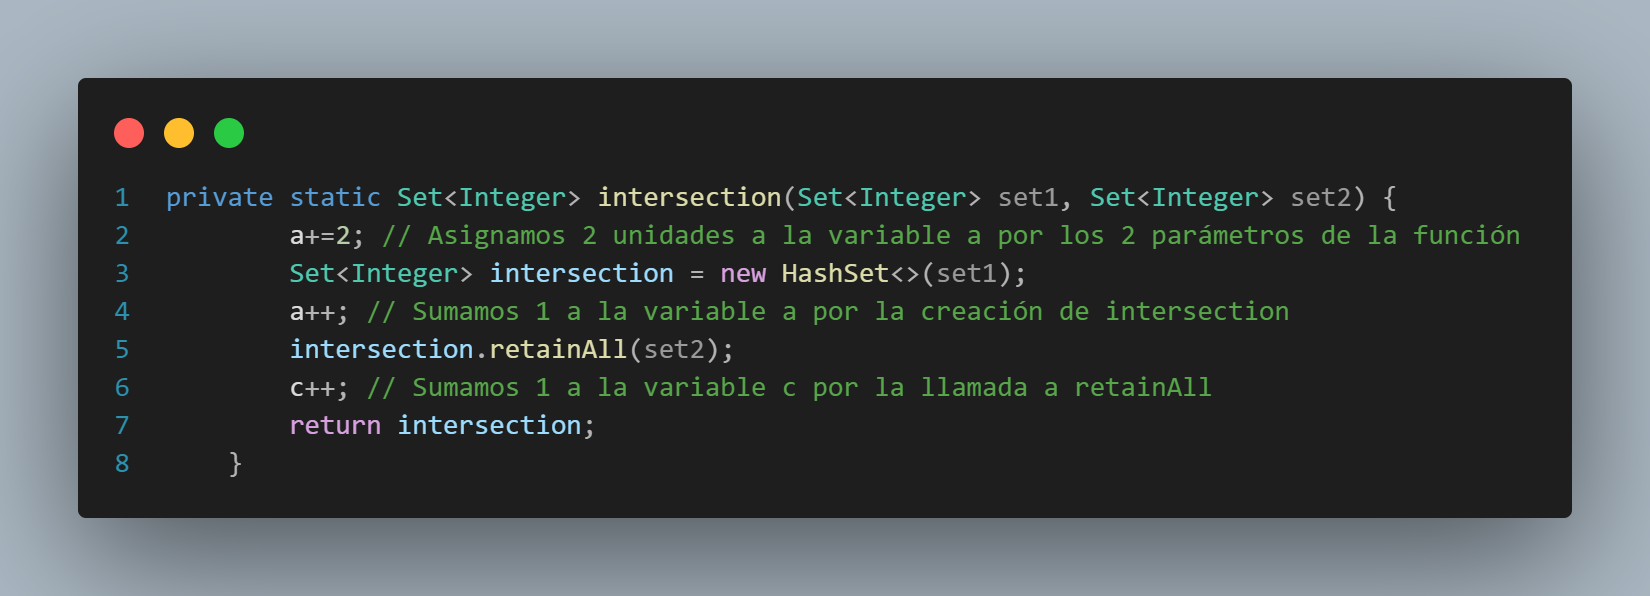 1 private static Set<Integer> intersection(Set<Integer> set1, Set<Integer> set2) {
2 a+=2; // Asignamos 2 unidades a la variable a por los 2 parámetros de la función
3 Set<Integer> intersection = new HashSet<>(set1);
4 a++; // Sumamos 1 a la variable a por la creación de intersection
5 intersection.retainAll(set2);
6 c++; // Sumamos 1 a la variable c por la llamada a retainAll
7 return intersection;
8 }